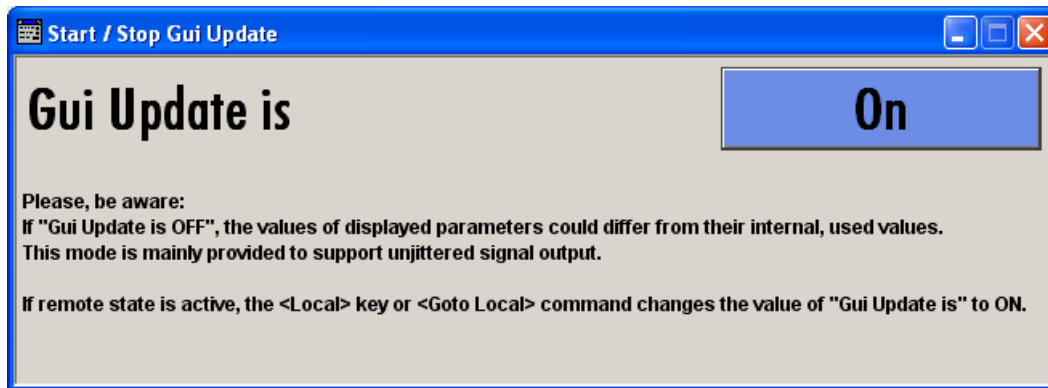 Start / Stop Gui Update
Gui Update is
On
Please, be aware:
If "Gui Update is OFF", the values of displayed parameters could differ from their internal, used values.
This mode is mainly provided to support unjittered signal output.
If remote state is active, the <Local> key or <Goto Local> command changes the value of "Gui Update is" to ON.